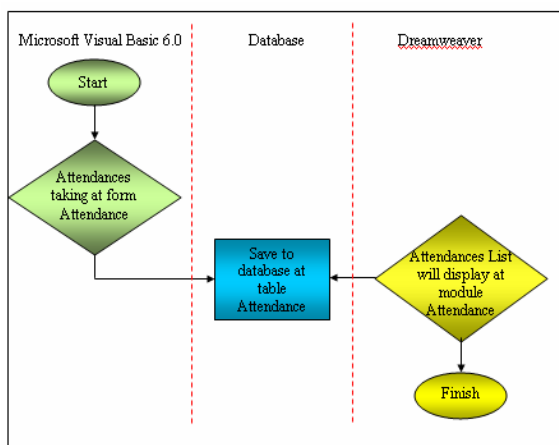 Microsoft Visual Basic 6.0
Database
Dreamweaver
Start
Attendances
taking at form
Attendance
Save to
database at
table
Attendance
Attendances List
will display at
module
Attendance
Finish